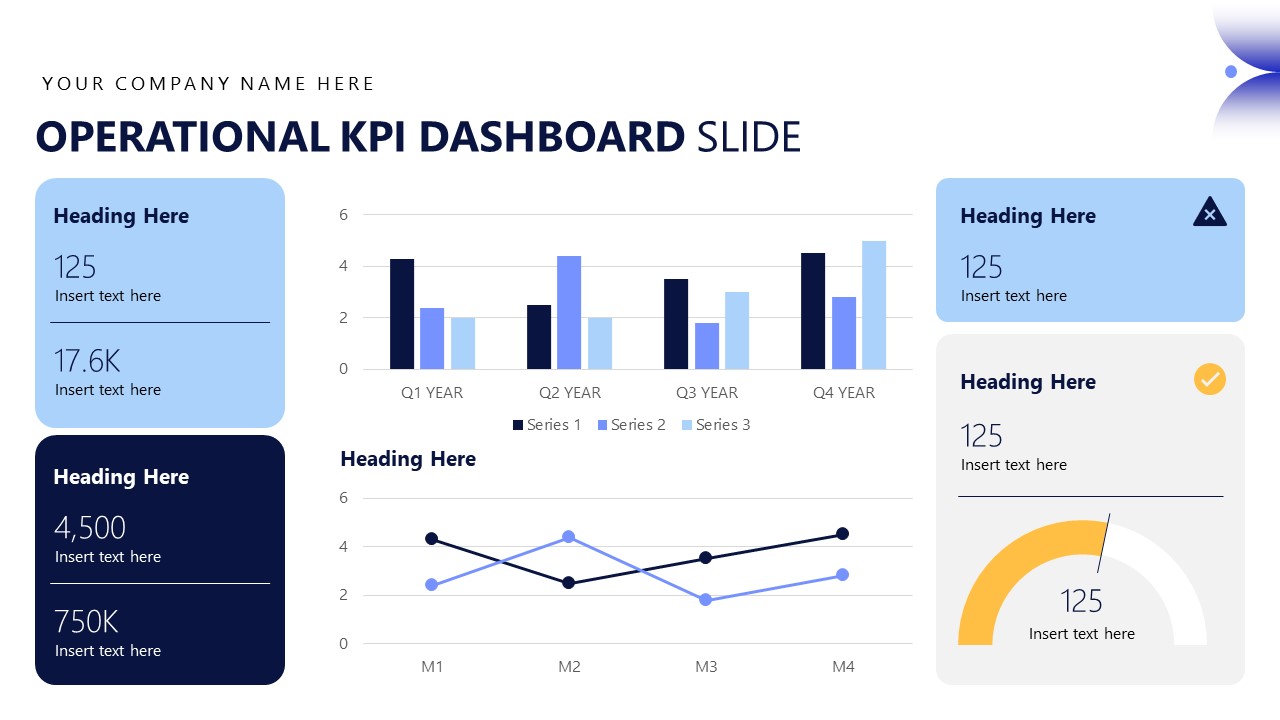 YOUR COMPANY NAME HERE
OPERATIONAL KPI DASHBOARD SLIDE
Heading Here
125
Insert text here
17.6K
Insert text here
Heading Here
4,500
Insert text here
750K
Insert text here
6
4
2
0
Q1 YEAR Q2 YEAR Q3 YEAR Q4 YEAR
Series 1 Series 2 Series 3
Heading Here
6
4
2
0
M1 M2 M3 M4
Heading Here
125
Insert text here
Heading Here
125
Insert text here
125
Insert text here